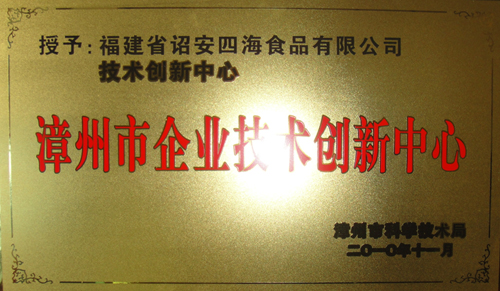 授予：福建省诏安四海食品有限公司
技术创新中心
漳州市企业技术创新中心
漳州市科学技术局
二〇一〇年十一月